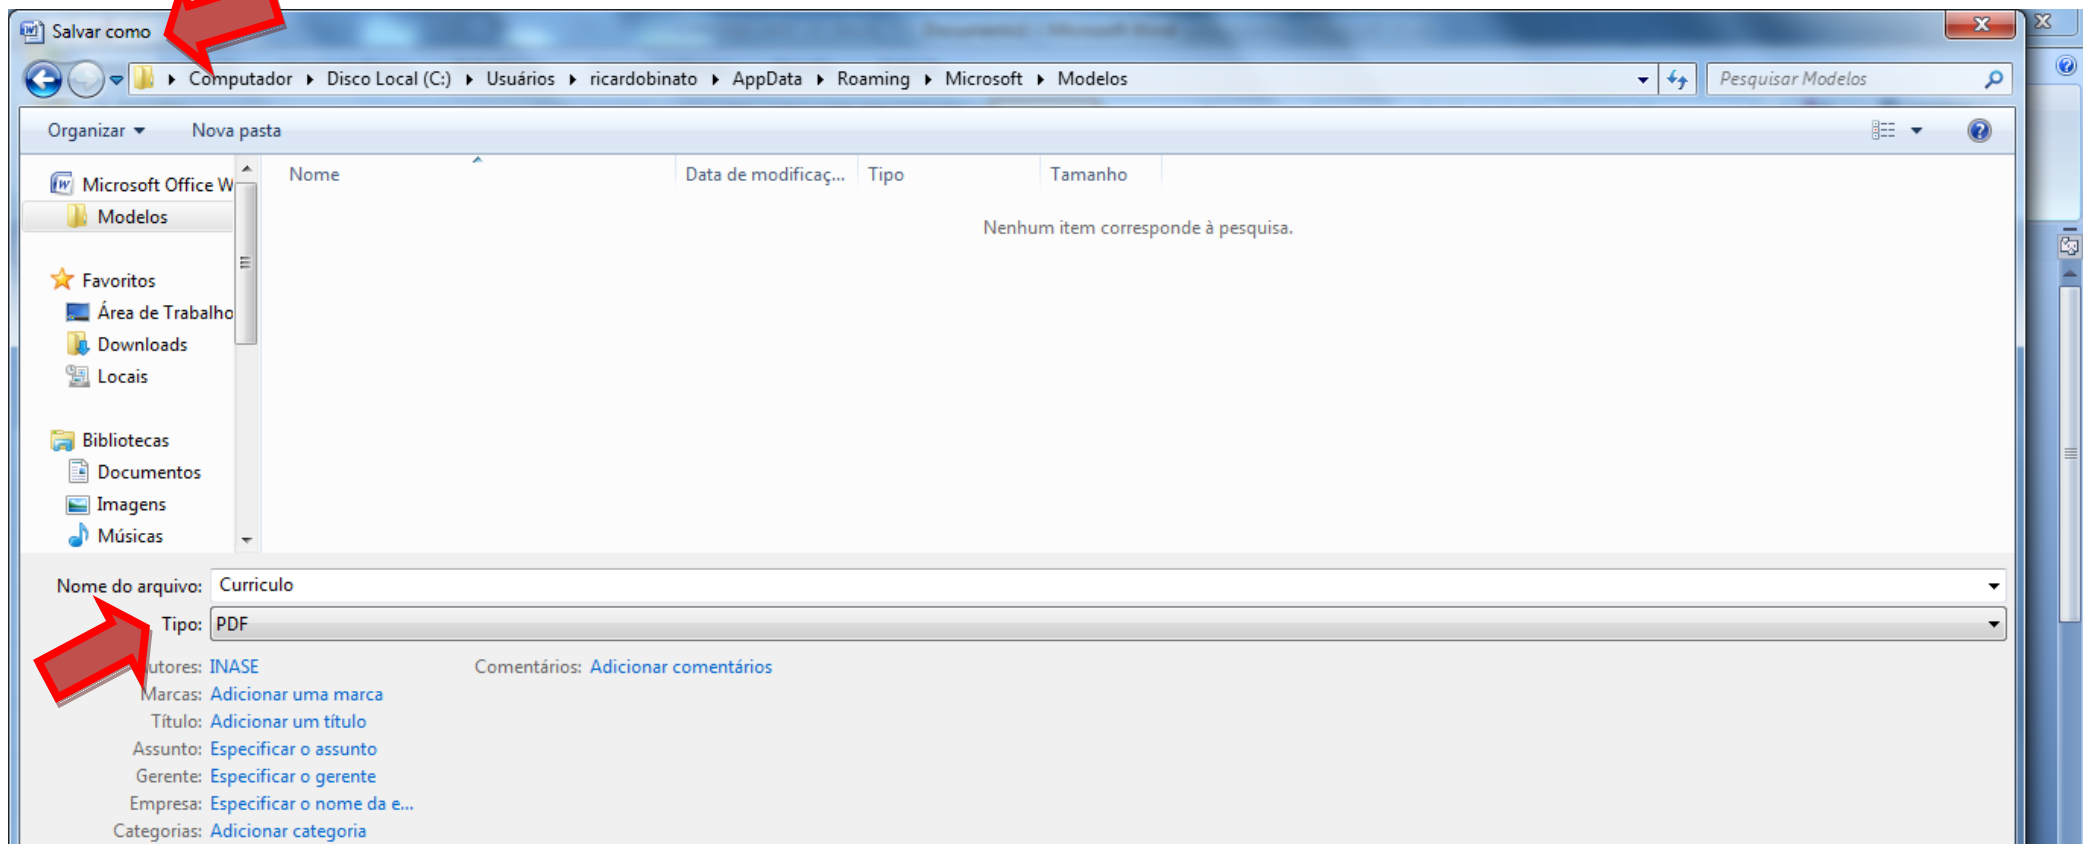 Salvar como
Computador Disco Local (C:) Usuários ricardobinato AppData Roaming Microsoft Modelos
Pesquisar Modelos
Organizar Nova pasta
Microsoft Office W
Nome Data de modificaç... Tipo Tamanho
Modelos
Nenhum item corresponde à pesquisa.
Favoritos
Área de Trabalho
Downloads
Locais
Bibliotecas
Documentos
Imagens
Músicas
Nome do arquivo: Curriculo
Tipo: PDF
utores: INASE Comentários: Adicionar comentários
Marcas: Adicionar uma marca
Título: Adicionar um título
Assunto: Especificar o assunto
Gerente: Especificar o gerente
Empresa: Especificar o nome da e...
Categorias: Adicionar categoria